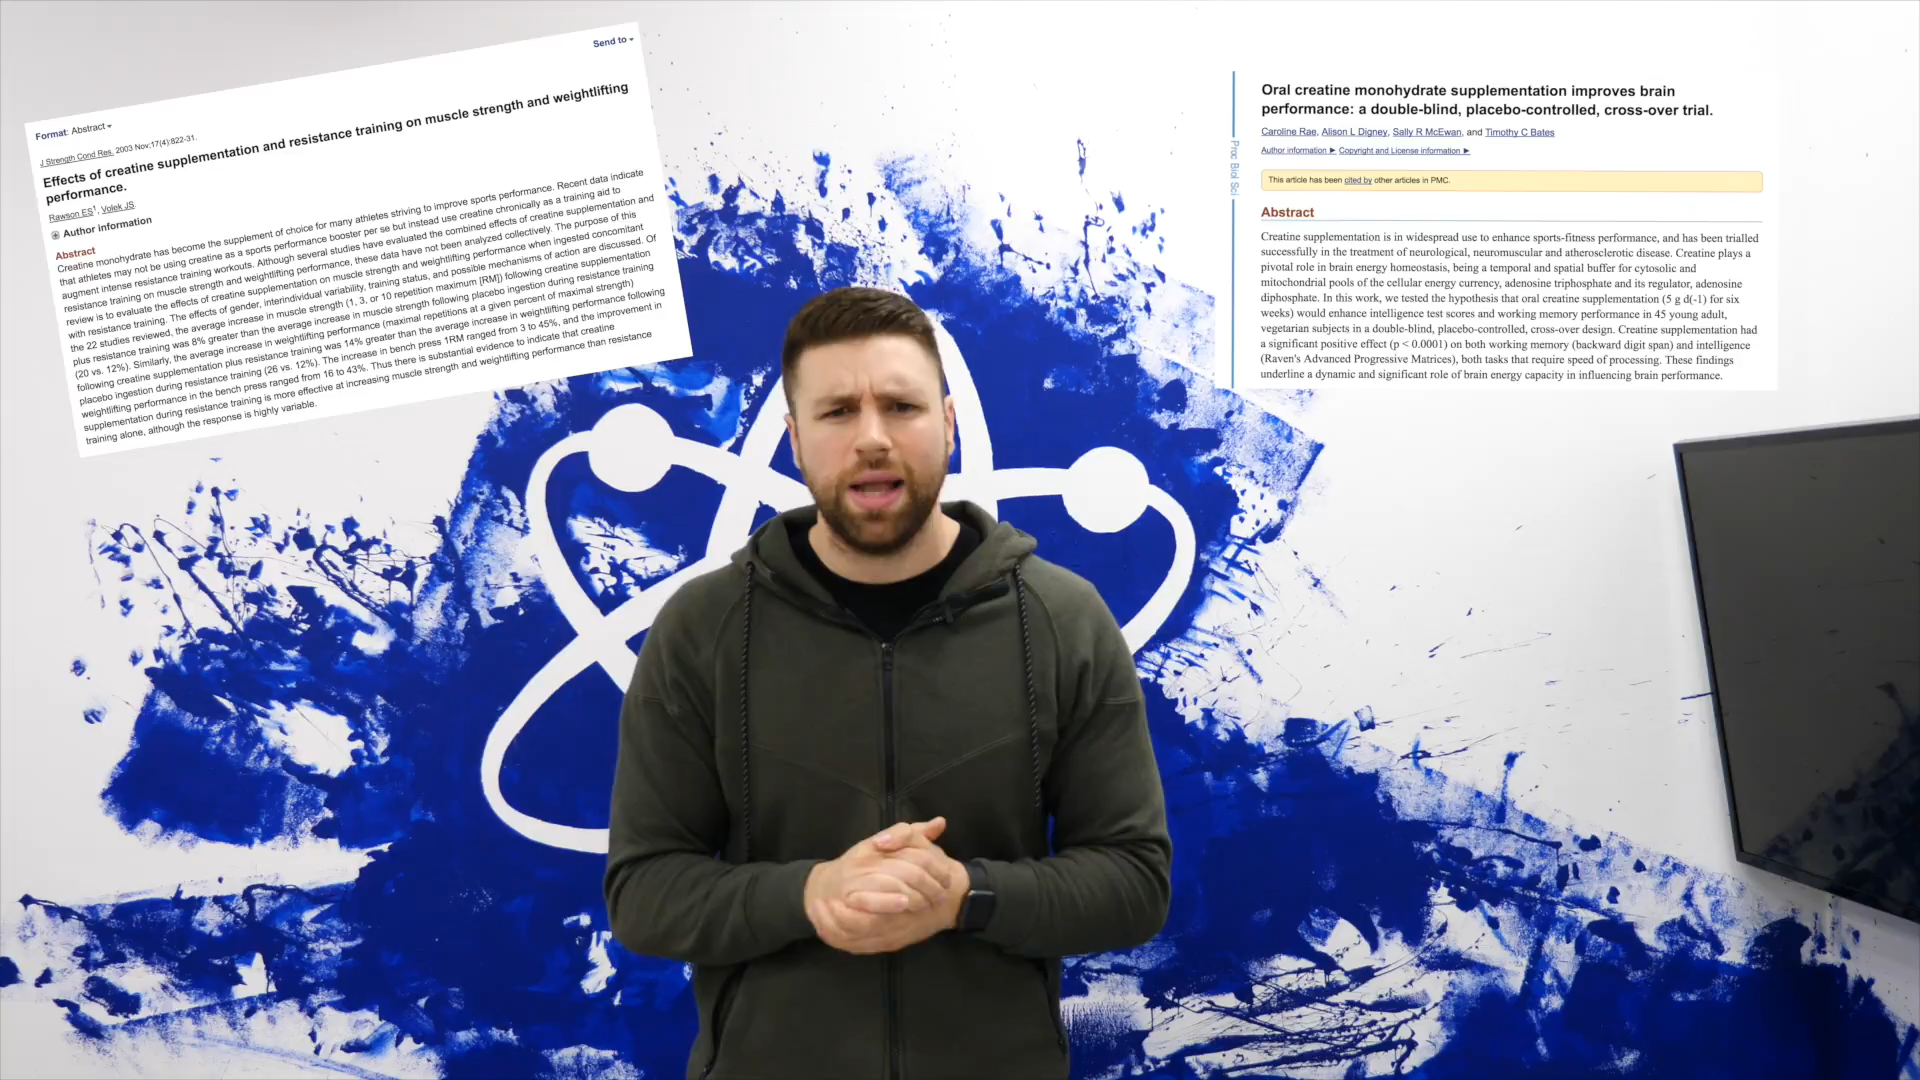 Send to
Format: Abstract
J Strength Cond Res. 2003 Nov;17(4):822-31.
Effects of creatine supplementation and resistance training on muscle strength and weightlifting
performance.
Rawson ES1, Volek JS.
Author information
Abstract
Creatine monohydrate has become the supplement of choice for many athletes striving to improve sports performance. Recent data indicate
that athletes may not be using creatine as a sports performance booster per se but instead use creatine chronically as a training aid to
augment intense resistance training workouts. Although several studies have evaluated the combined effects of creatine supplementation and
resistance training on muscle strength and weightlifting performance, these data have not been analyzed collectively. The purpose of this
review is to evaluate the effects of creatine supplementation on muscle strength and weightlifting performance when ingested concomitant
with resistance training. The effects of gender, interindividual variability, training status, and possible mechanisms of action are discussed. Of
the 22 studies reviewed, the average increase in muscle strength (1, 3, or 10 repetition maximum [RM]) following creatine supplementation
plus resistance training was 8% greater than the average increase in muscle strength following placebo ingestion during resistance training
(20 vs. 12%). Similarly, the average increase in weightlifting performance (maximal repetitions at a given percent of maximal strength)
following creatine supplementation plus resistance training was 14% greater than the average increase in weightlifting performance following
placebo ingestion during resistance training (26 vs. 12%). The increase in bench press 1RM ranged from 3 to 45%, and the improvement in
weightlifting performance in the bench press ranged from 16 to 43%. Thus there is substantial evidence to indicate that creatine
supplementation during resistance training is more effective at increasing muscle strength and weightlifting performance than resistance
training alone, although the response is highly variable.
Proc Biol Sci
Oral creatine monohydrate supplementation improves brain
performance: a double-blind, placebo-controlled, cross-over trial.
Caroline Rae, Alison L Digney, Sally R McEwan, and Timothy C Bates
Author information ► Copyright and License information ►
This article has been cited by other articles in PMC.
Abstract
Creatine supplementation is in widespread use to enhance sports-fitness performance, and has been trialled
successfully in the treatment of neurological, neuromuscular and atherosclerotic disease. Creatine plays a
pivotal role in brain energy homeostasis, being a temporal and spatial buffer for cytosolic and
mitochondrial pools of the cellular energy currency, adenosine triphosphate and its regulator, adenosine
diphosphate. In this work, we tested the hypothesis that oral creatine supplementation (5 g d(-1) for six
weeks) would enhance intelligence test scores and working memory performance in 45 young adult,
vegetarian subjects in a double-blind, placebo-controlled, cross-over design. Creatine supplementation had
a significant positive effect (p < 0.0001) on both working memory (backward digit span) and intelligence
(Raven's Advanced Progressive Matrices), both tasks that require speed of processing. These findings
underline a dynamic and significant role of brain energy capacity in influencing brain performance.